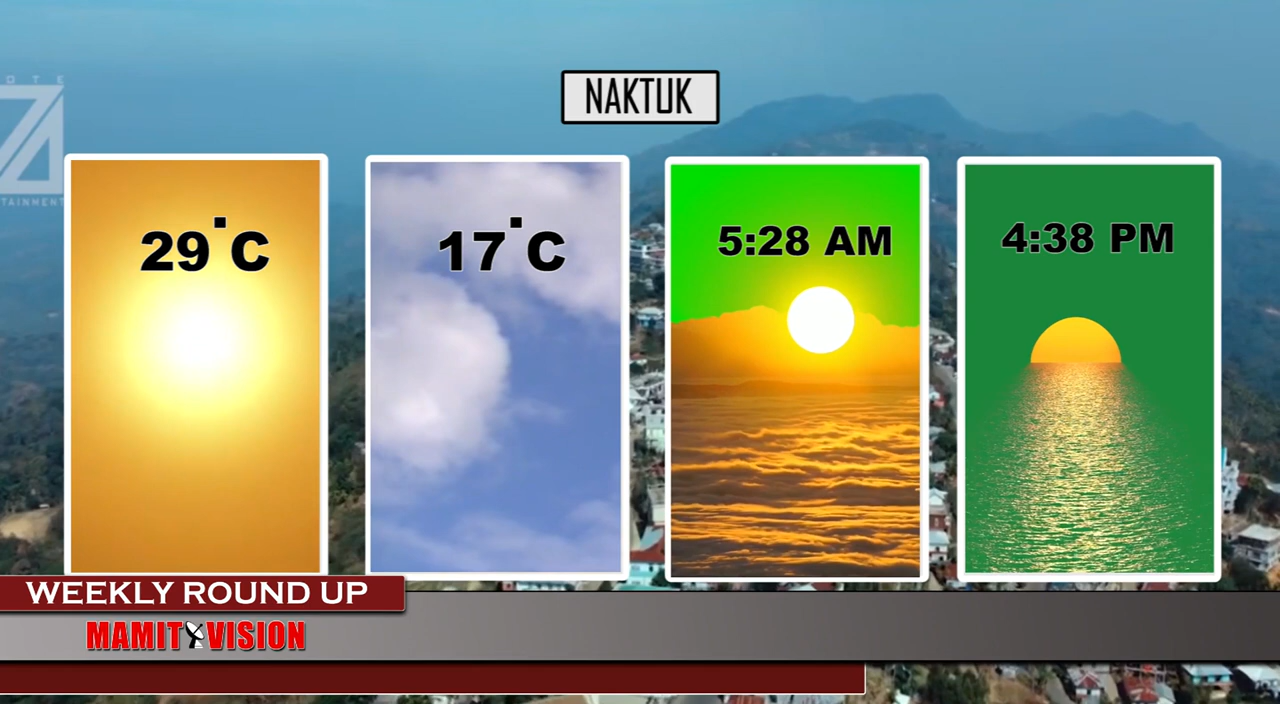 NAKTUK
29°C
17°C
5:28 AM
4:38 PM
WEEKLY ROUND UP
MAMIT VISION